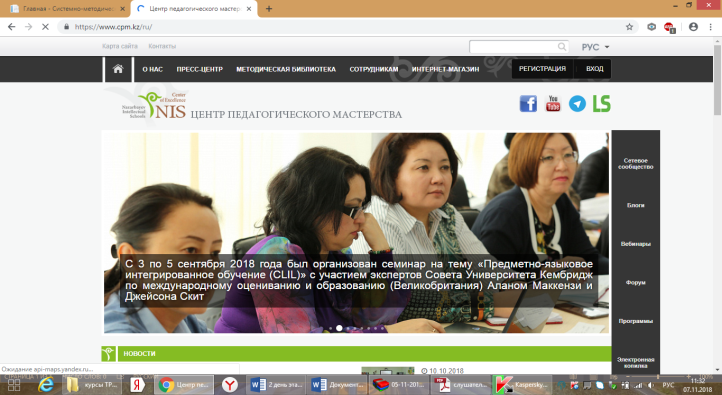 Главная - Системно-методичес
Центр педагогического мастер
https://www.cpm.kz/ru/
Карта сайта Контакты
РУС
О НАС ПРЕСС-ЦЕНТР МЕТОДИЧЕСКАЯ БИБЛИОТЕКА СОТРУДНИКАМ ИНТЕРНЕТ-МАГАЗИН РЕГИСТРАЦИЯ ВХОД
Center
of Excellence
Nazarbayev
Intellectual
Schools
NIS ЦЕНТР ПЕДАГОГИЧЕСКОГО МАСТЕРСТВА
You
Tube
LS
Сетевое
сообщество
Блоги
Вебинары
Форум
Программы
Электронная
копилка
С 3 по 5 сентября 2018 года был организован семинар на тему «Предметно-языковое
интегрированное обучение (CLIL)» с участием экспертов Совета Университета Кембридж
по международному оцениванию и образованию (Великобритания) Аланом Маккензи и
Джейсона Скит
НОВОСТИ
10.10.2018
Ожидание api-maps.yandex.ru...
курсы ТР...
Центр пе...
2 день эта...
Документ...
05-11-201...
слушател...
Kaspersky...
РУС
11:32
07.11.2018